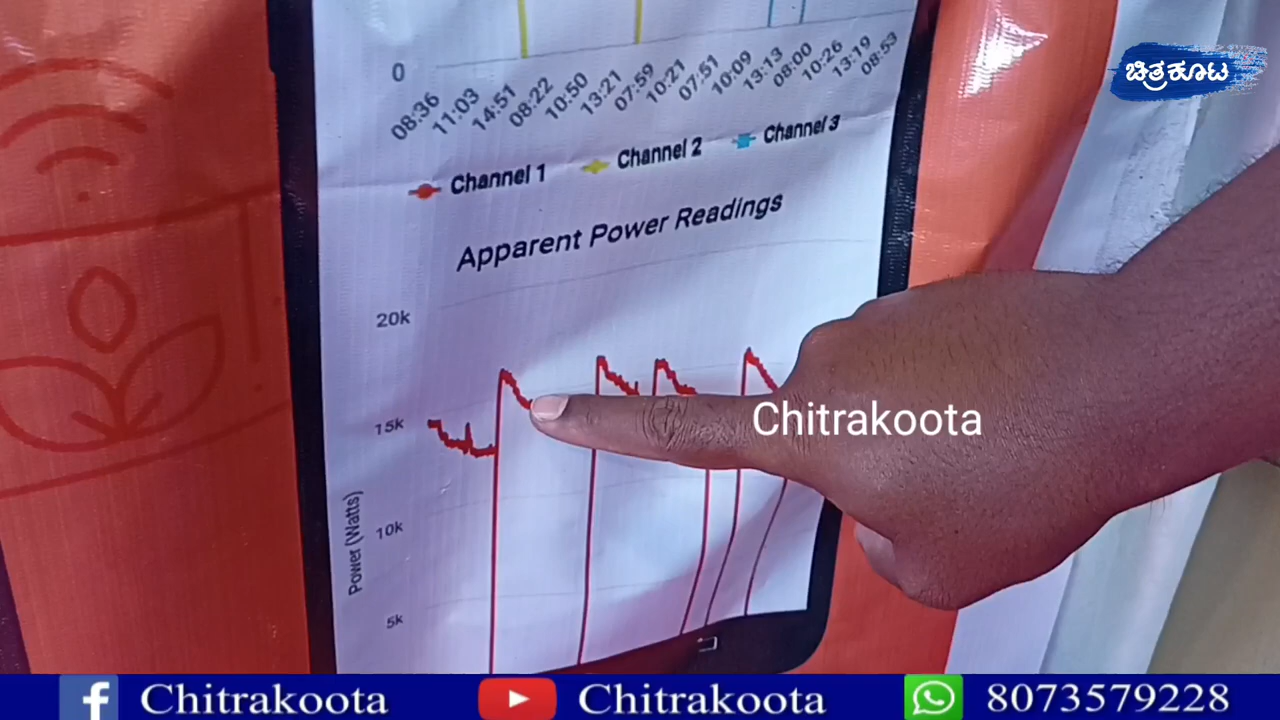 ಚಿತ್ರಕೂಟ
0
08:36
11:03
14:51
08:22
10:50
13:21
07:59
10:21
07:51
10:09
13:13
08:00
10:26
13:19
08:53
Channel 1 Channel 2 Channel 3
Apparent Power Readings
20k
15k
10k
5k
Power (Watts)
Chitrakoota
Chitrakoota Chitrakoota 8073579228